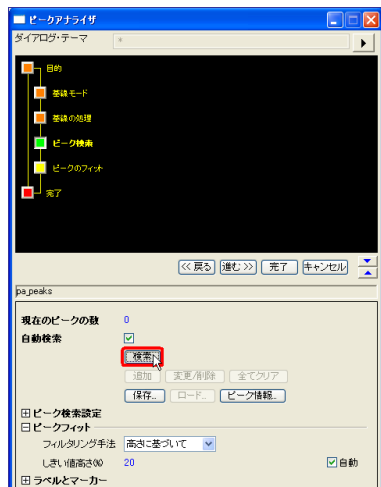 ピークアナライザ
ダイアログ・テーマ *
目的
基線モード
基線の処理
ピーク検索
ピークのフィット
完了
<< 戻る 進む >> 完了 キャンセル
pa_peaks
現在のピークの数 0
自動検索
検索
追加 変更/削除 全てクリア
保存.. ロード.. ピーク情報..
ピーク検索設定
ピークフィット
フィルタリング手法 高さに基づいて
しきい値高さ(%) 20 自動
ラベルとマーカー